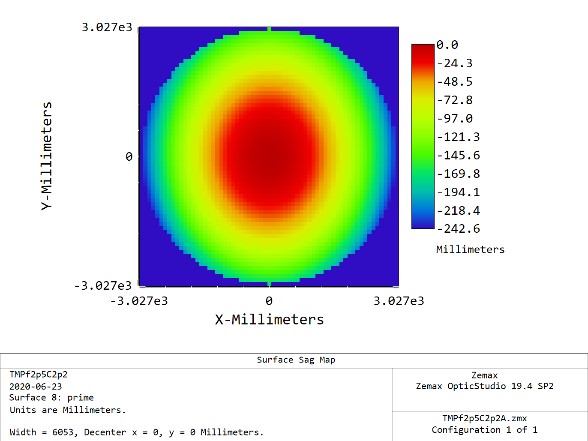 3.027e3
0
-3.027e3
Y-Millimeters
-3.027e3 0 3.027e3
X-Millimeters
0.0
-24.3
-48.5
-72.8
-97.0
-121.3
-145.6
-169.8
-194.1
-218.4
-242.6
Millimeters
Surface Sag Map
TMPf2p5C2p2
2020-06-23
Surface 8: prime
Units are Millimeters.
Width = 6053, Decenter x = 0, y = 0 Millimeters.
Zemax
Zemax OpticStudio 19.4 SP2
TMPf2p5C2p2A.zmx
Configuration 1 of 1